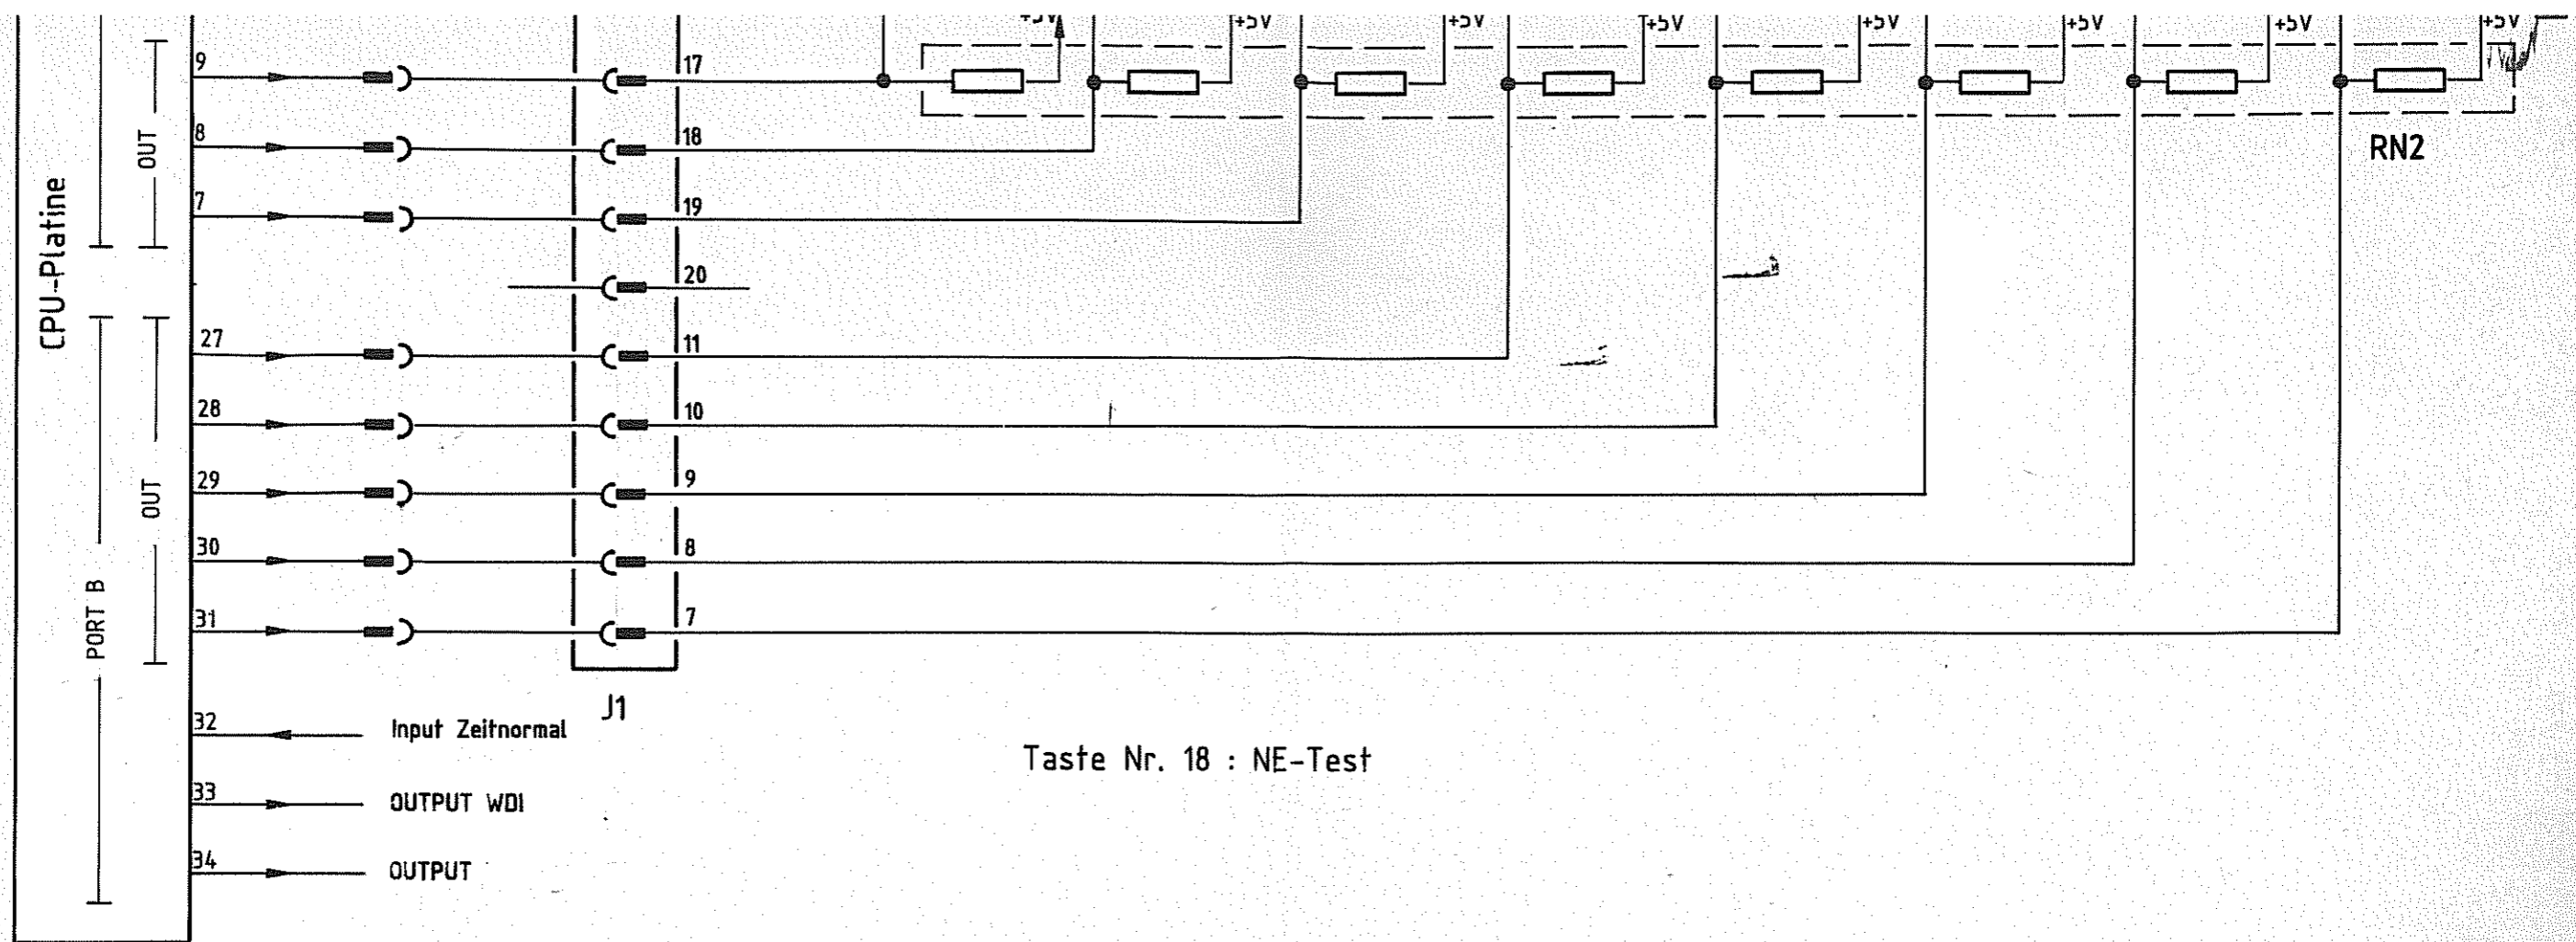 +5V +5V +5V +5V +5V +5V +5V +5V
9 17
8 18
RN2
OUT
7 19
CPU-Platine
20
27 11
28 10
29 9
OUT
30 8
PORT B
31 7
J1
32 Input Zeitnormal
Taste Nr. 18 : NE-Test
33 OUTPUT WDI
34 OUTPUT